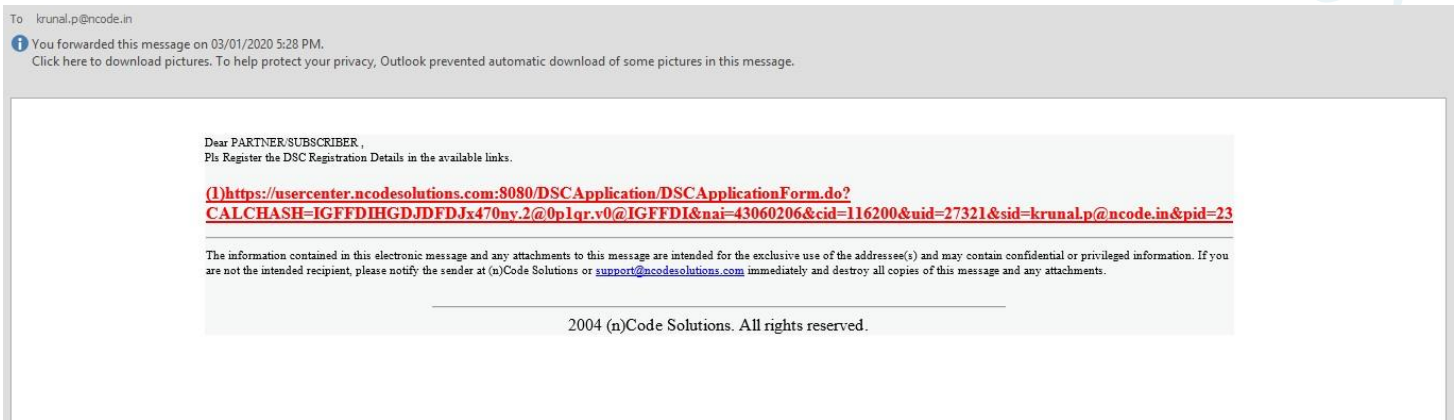 To krunal.p@ncode.in
You forwarded this message on 03/01/2020 5:28 PM.
Click here to download pictures. To help protect your privacy, Outlook prevented automatic download of some pictures in this message.
Dear PARTNER/SUBSCRIBER ,
Pls Register the DSC Registration Details in the available links.
(1)https://usercenter.ncodesolutions.com:8080/DSCApplication/DSCApplicationForm.do?
CALCHASH=IGFFDIHGDJDFDJx470ny.2@0p1qr.v0@IGFFDI&nai=43060206&cid=116200&uid=27321&sid=krunal.p@ncode.in&pid=23
The information contained in this electronic message and any attachments to this message are intended for the exclusive use of the addressee(s) and may contain confidential or privileged information. If you
are not the intended recipient, please notify the sender at (n)Code Solutions or support@ncodesolutions.com immediately and destroy all copies of this message and any attachments.
2004 (n)Code Solutions. All rights reserved.